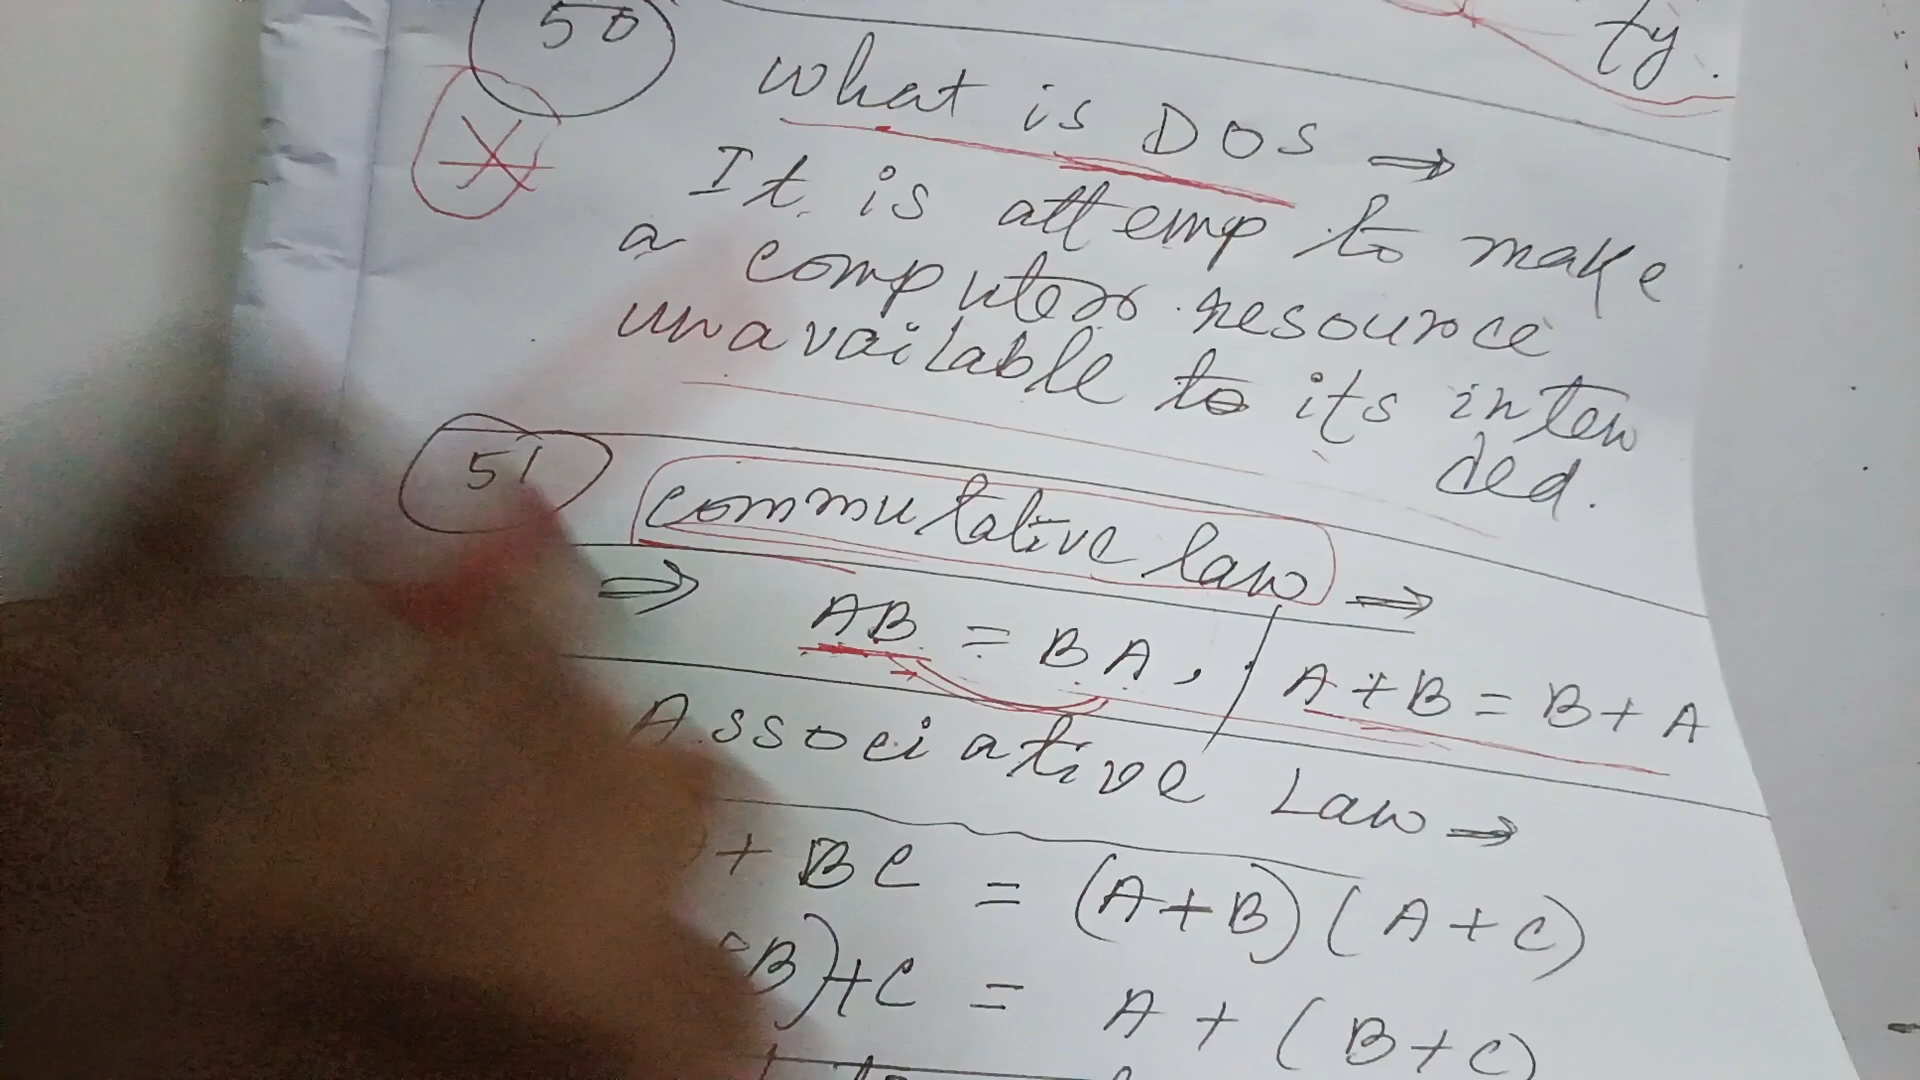 ty.
50
What is DOS →
It is attemp to make
a computer resource
unavailable to its inten
ded.
51
commutative law →
⇒ AB = BA, A+B = B+A
Associative Law →
+ BC = (A+B) (A+C)
B)+C = A + (B+C)